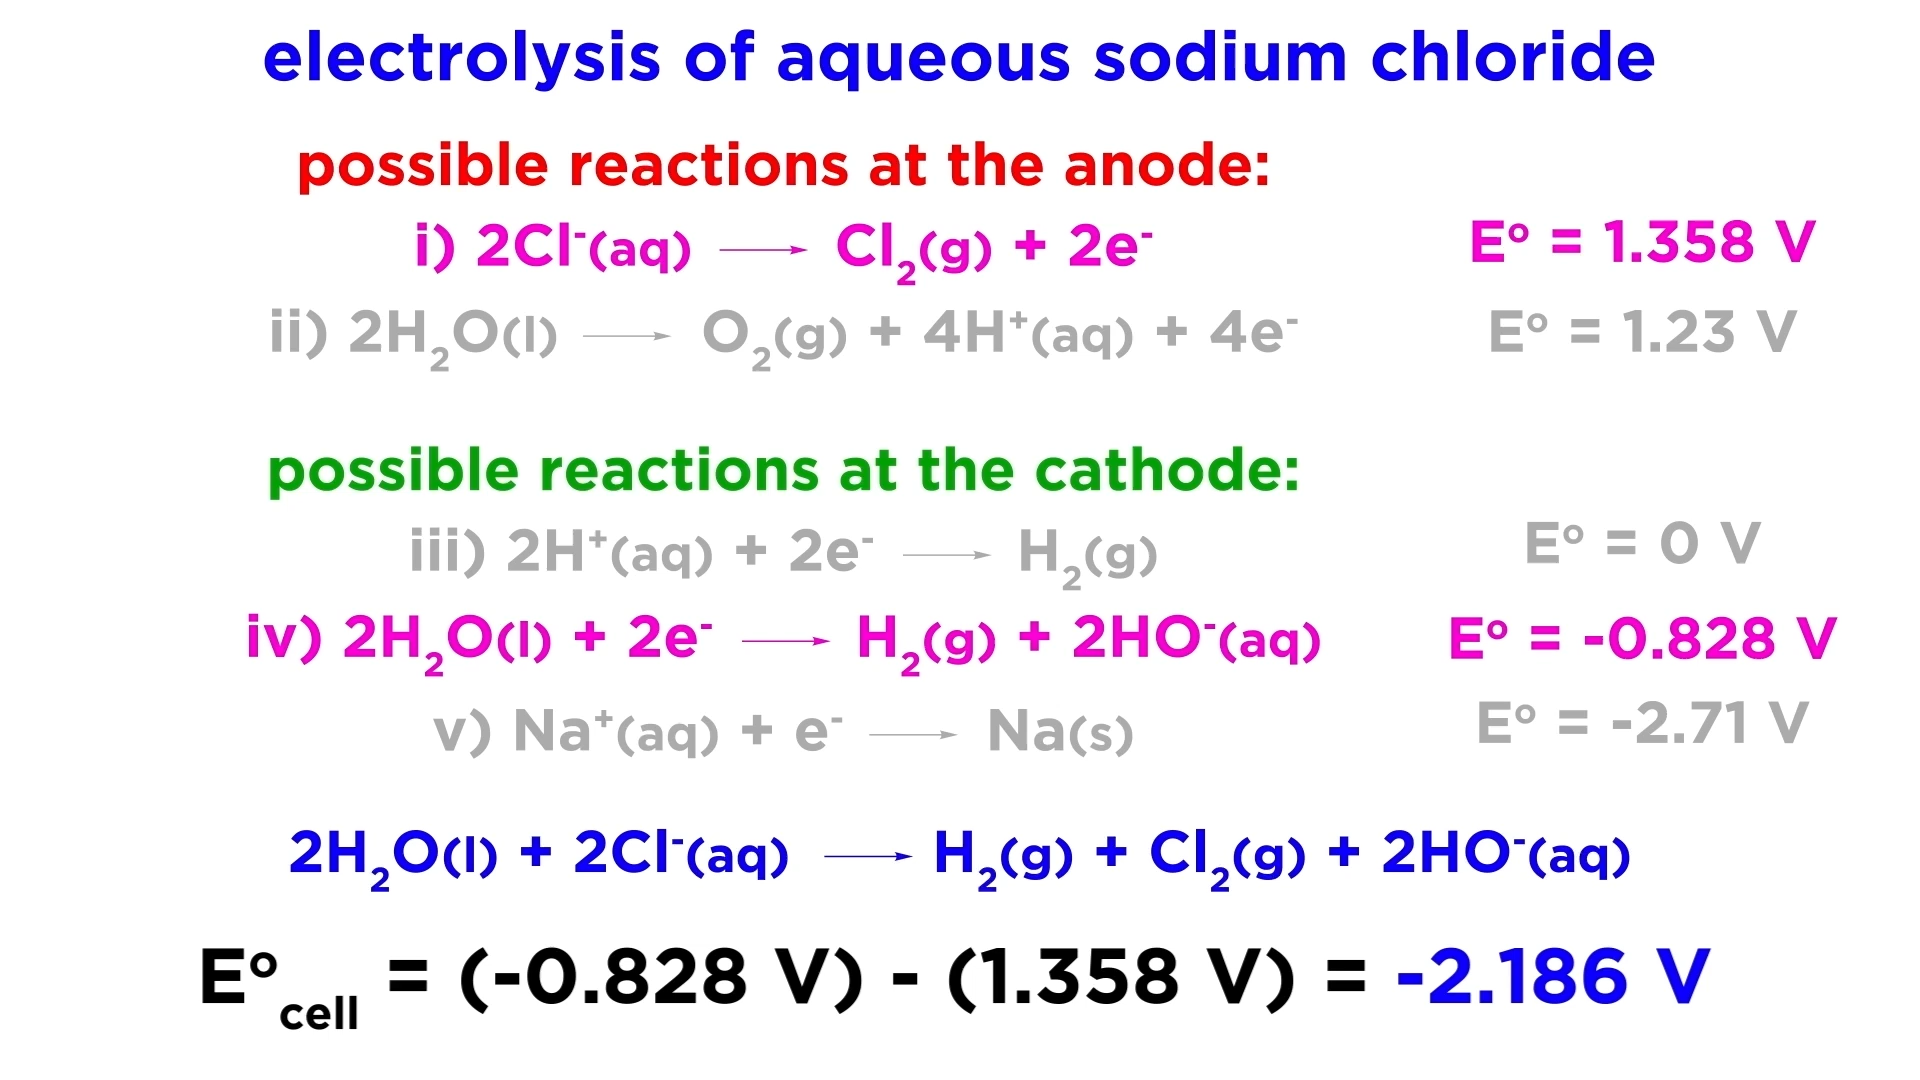 electrolysis of aqueous sodium chloride
possible reactions at the anode:
i) 2Cl⁻(aq) ⟶ Cl₂(g) + 2e⁻ E° = 1.358 V
ii) 2H₂O(l) ⟶ O₂(g) + 4H⁺(aq) + 4e⁻ E° = 1.23 V
possible reactions at the cathode:
iii) 2H⁺(aq) + 2e⁻ ⟶ H₂(g) E° = 0 V
iv) 2H₂O(l) + 2e⁻ ⟶ H₂(g) + 2HO⁻(aq) E° = -0.828 V
v) Na⁺(aq) + e⁻ ⟶ Na(s) E° = -2.71 V
2H₂O(l) + 2Cl⁻(aq) ⟶ H₂(g) + Cl₂(g) + 2HO⁻(aq)
E°cell = (-0.828 V) - (1.358 V) = -2.186 V